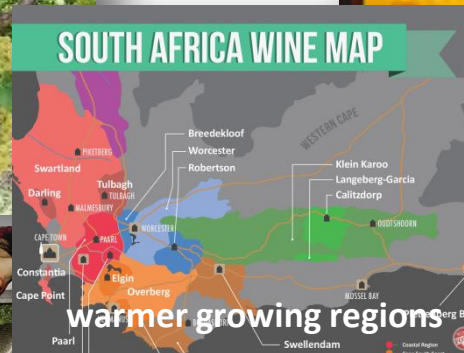 SOUTH AFRICA WINE MAP
WESTERN CAPE
Breedekloof
Worcester
Robertson
Klein Karoo
Langeberg-Garcia
Calitzdorp
PIKETBERG
Swartland
Tulbagh
TULBAGH
Darling
MALMESBURY
OUDTSHOORN
CAPE TOWN
PAARL
WORCESTER
Constantia
Elgin
Cape Point
Overberg
MOSSEL BAY
warmer growing regions
Paarl
Swellendam
Coastal Region